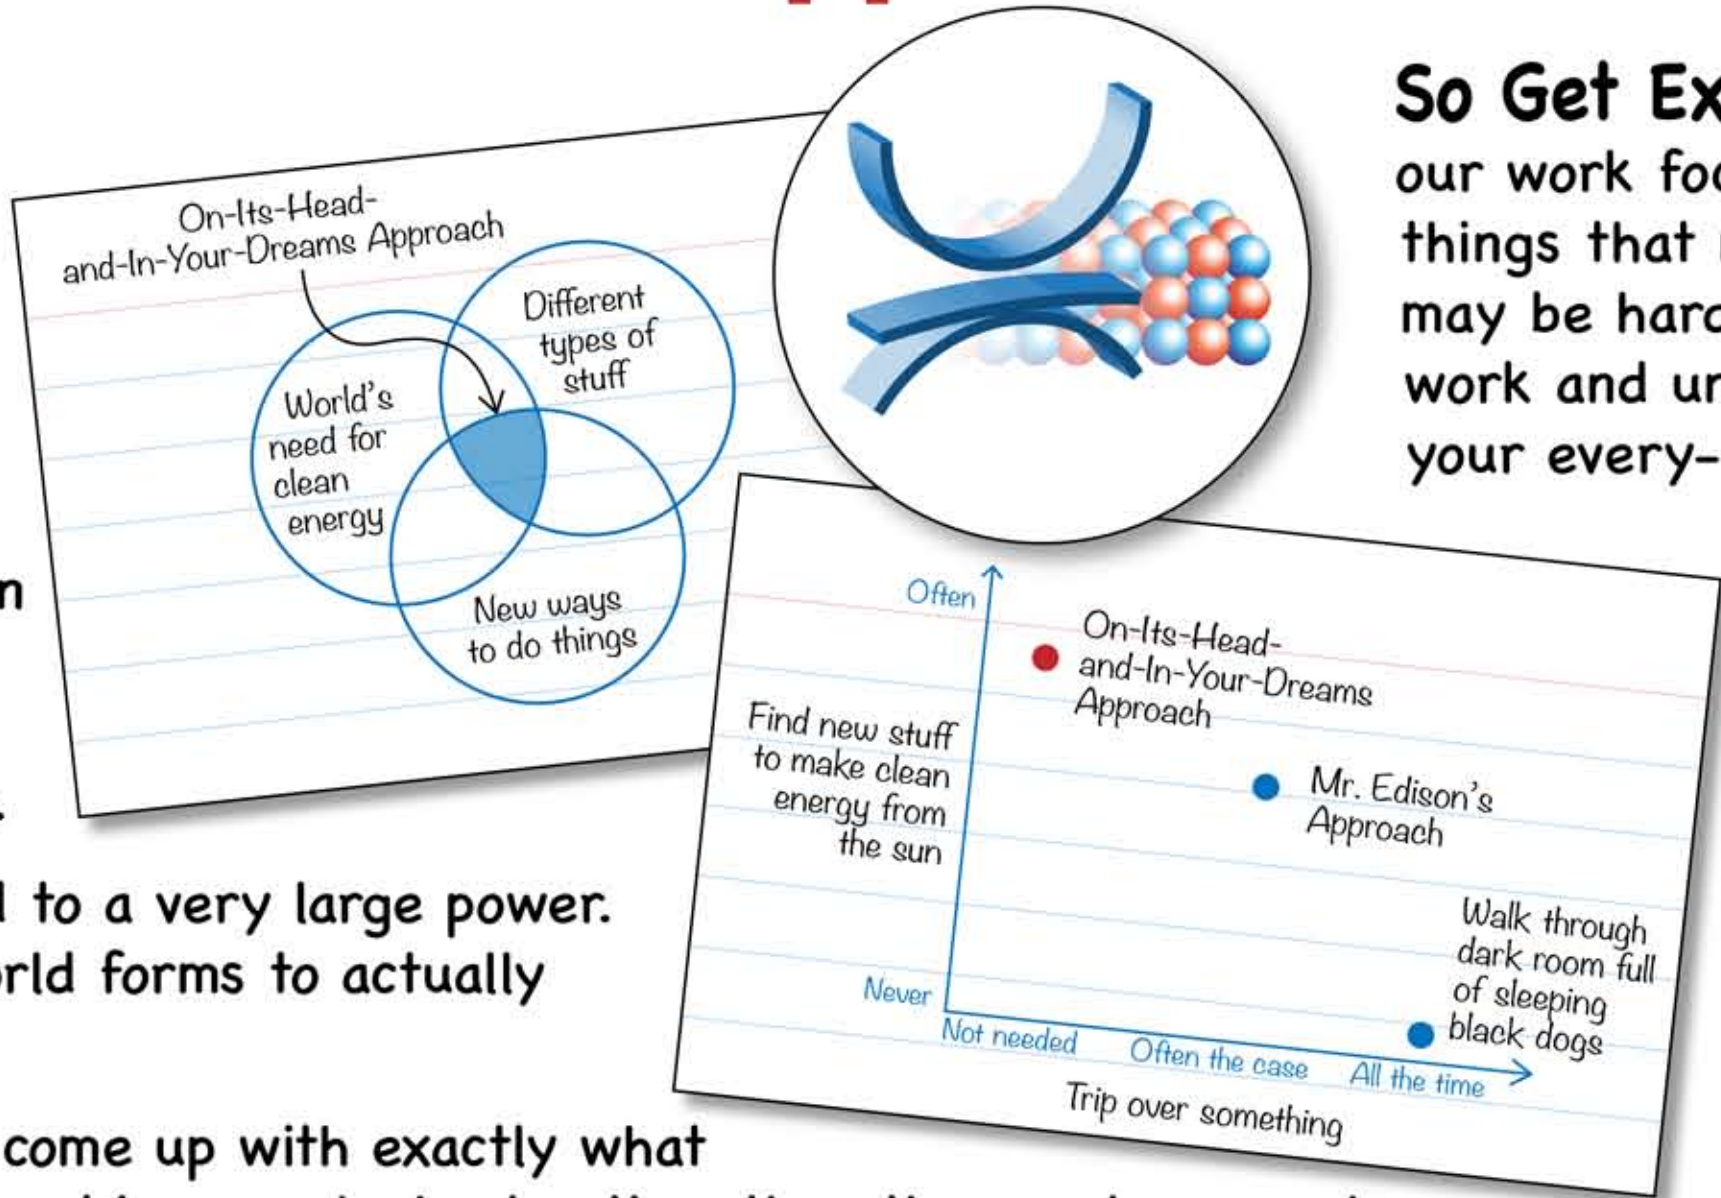 On-Its-Head-
and-In-Your-Dreams Approach
Different
types of
stuff
World's
need for
clean
energy
New ways
to do things
So Get Ex
our work foc
things that
may be hard
work and un
your every-
n
l to a very large power.
orld forms to actually
come up with exactly what
Often
On-Its-Head-
and-In-Your-Dreams
Approach
Find new stuff
to make clean
energy from
the sun
Mr. Edison's
Approach
Walk through
dark room full
of sleeping
black dogs
Never
Not needed
Often the case
All the time
Trip over something